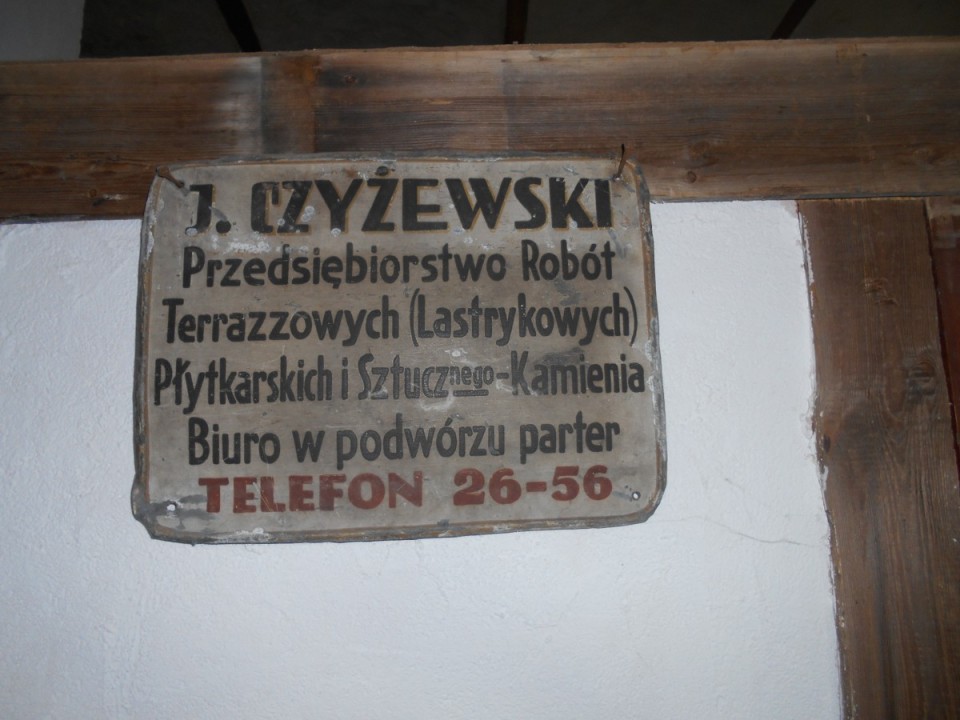 J. CZYŻEWSKI
Przedsiębiorstwo Robót
Terrazzowych (Lastrykowych)
Płytkarskich i Sztucznego-Kamienia
Biuro w podwórzu parter
TELEFON 26-56